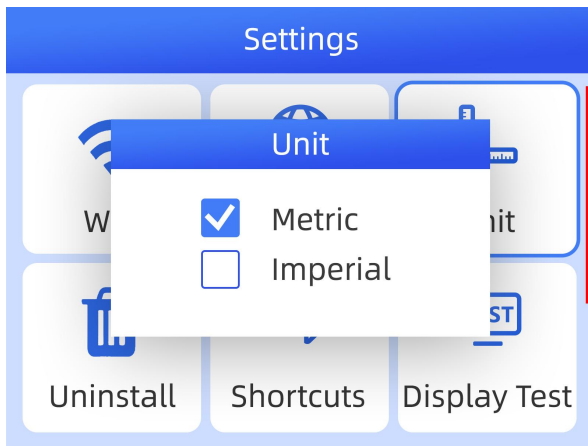 Settings
Unit
Metric
Imperial
Uninstall
Shortcuts
Display Test